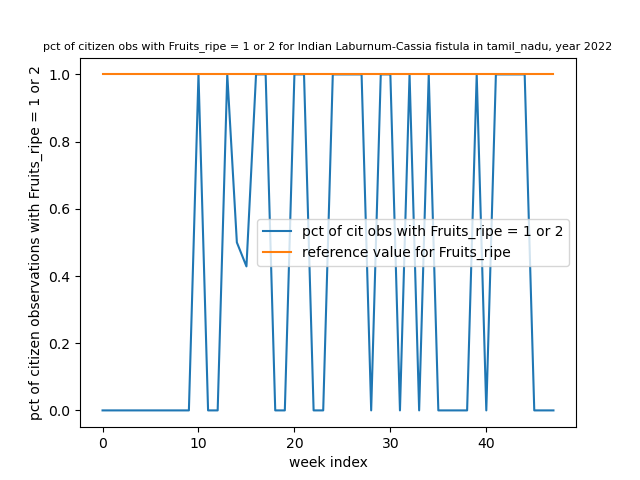 pct of citizen obs with Fruits_ripe = 1 or 2 for Indian Laburnum-Cassia fistula in tamil_nadu, year 2022
pct of citizen observations with Fruits_ripe = 1 or 2
1.0
0.8
0.6
0.4
0.2
0.0
pct of cit obs with Fruits_ripe = 1 or 2
reference value for Fruits_ripe
0 10 20 30 40
week index